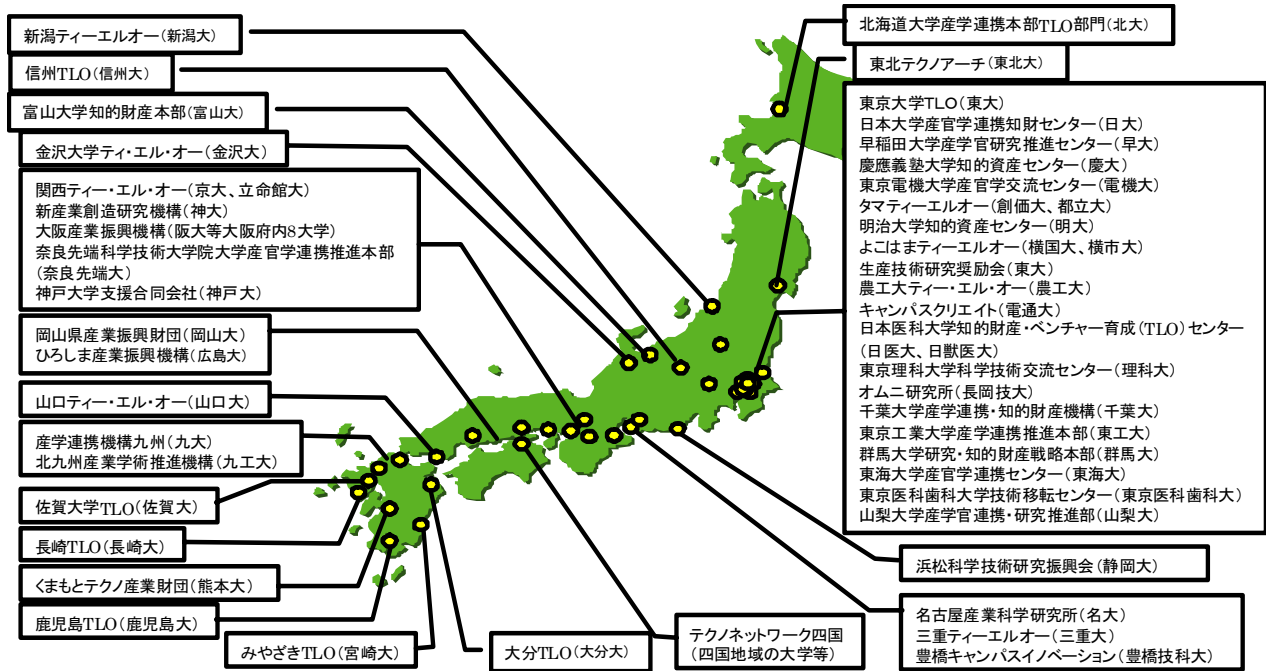 新潟ティーエルオー(新潟大)
信州TLO(信州大)
富山大学知的財産本部(富山大)
金沢大学ティ・エル・オー(金沢大)
関西ティー・エル・オー(京大、立命館大)
新産業創造研究機構(神大)
大阪産業振興機構(阪大等大阪府内8大学)
奈良先端科学技術大学院大学産官学連携推進本部
(奈良先端大)
神戸大学支援合同会社(神戸大)
岡山県産業振興財団(岡山大)
ひろしま産業振興機構(広島大)
山口ティー・エル・オー(山口大)
産学連携機構九州(九大)
北九州産業学術推進機構(九工大)
佐賀大学TLO(佐賀大)
長崎TLO(長崎大)
くまもとテクノ産業財団(熊本大)
鹿児島TLO(鹿児島大)
みやざきTLO(宮崎大)
大分TLO(大分大)
テクノネットワーク四国
(四国地域の大学等)
北海道大学産学連携本部TLO部門(北大)
東北テクノアーチ(東北大)
東京大学TLO(東大)
日本大学産官学連携知財センター(日大)
早稲田大学産学官研究推進センター(早大)
慶應義塾大学知的資産センター(慶大)
東京電機大学産官学交流センター(電機大)
タマティーエルオー(創価大、都立大)
明治大学知的資産センター(明大)
よこはまティーエルオー(横国大、横市大)
生産技術研究奨励会(東大)
農工大ティー・エル・オー(農工大)
キャンパスクリエイト(電通大)
日本医科大学知的財産・ベンチャー育成(TLO)センター
(日医大、日獣医大)
東京理科大学科学技術交流センター(理科大)
オムニ研究所(長岡技大)
千葉大学産学連携・知的財産機構(千葉大)
東京工業大学産学連携推進本部(東工大)
群馬大学研究・知的財産戦略本部(群馬大)
東海大学産官学連携センター(東海大)
東京医科歯科大学技術移転センター(東京医科歯科大)
山梨大学産学官連携・研究推進部(山梨大)
浜松科学技術研究振興会(静岡大)
名古屋産業科学研究所(名大)
三重ティーエルオー(三重大)
豊橋キャンパスイノベーション(豊橋技科大)